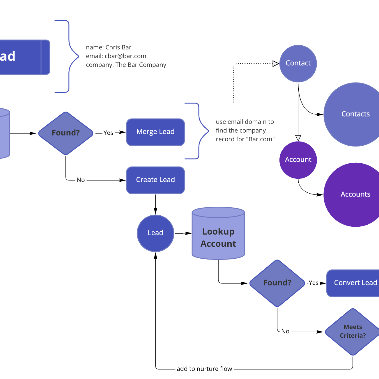 ad
name: Chris Bar
email: cbar@bar.com
company: The Bar Company
Contact
Contacts
use email domain to
find the company
record for "Bar.com"
Found?
Yes
Merge Lead
No
Create Lead
Account
Accounts
Lead
Lookup
Account
Found?
Yes
Convert Lead
No
Meets
Criteria?
add to nurture flow